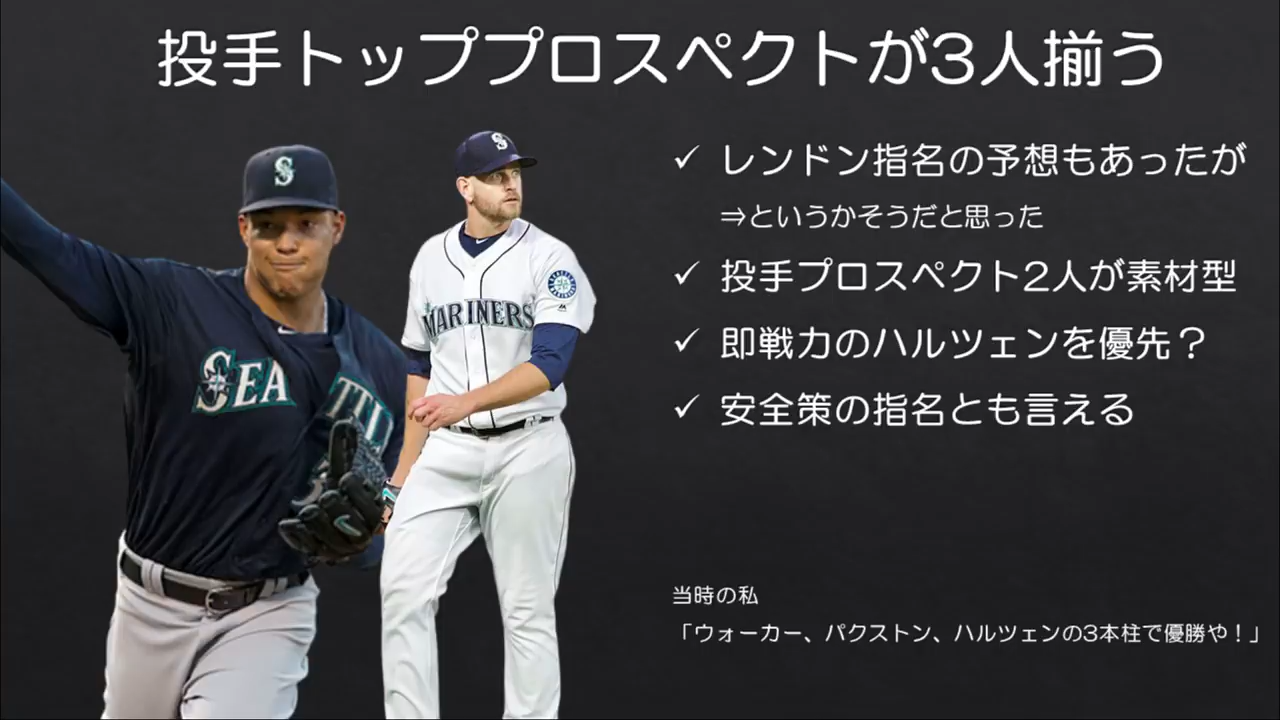 投手トッププロスペクトが3人揃う
✓ レンドン指名の予想もあったが
⇒というかそうだと思った
✓ 投手プロスペクト2人が素材型
✓ 即戦力のハルツェンを優先？
✓ 安全策の指名とも言える
当時の私
「ウォーカー、パクストン、ハルツェンの3本柱で優勝や！」
S
S
MARINERS
SEATTLE